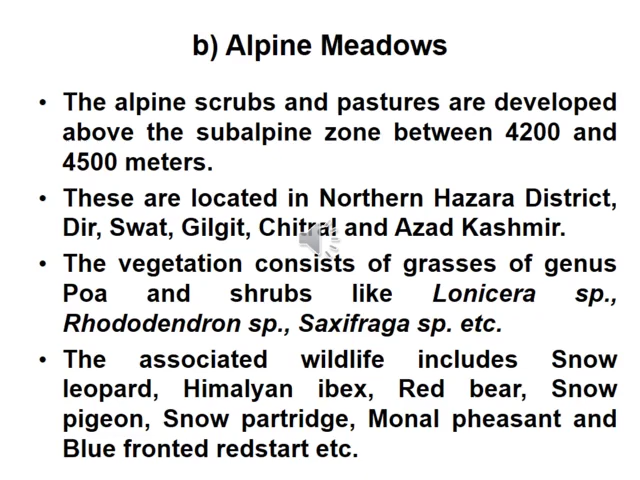 b) Alpine Meadows
• The alpine scrubs and pastures are developed
above the subalpine zone between 4200 and
4500 meters.
• These are located in Northern Hazara District,
Dir, Swat, Gilgit, Chitral and Azad Kashmir.
• The vegetation consists of grasses of genus
Poa and shrubs like Lonicera sp.,
Rhododendron sp., Saxifraga sp. etc.
• The associated wildlife includes Snow
leopard, Himalyan ibex, Red bear, Snow
pigeon, Snow partridge, Monal pheasant and
Blue fronted redstart etc.